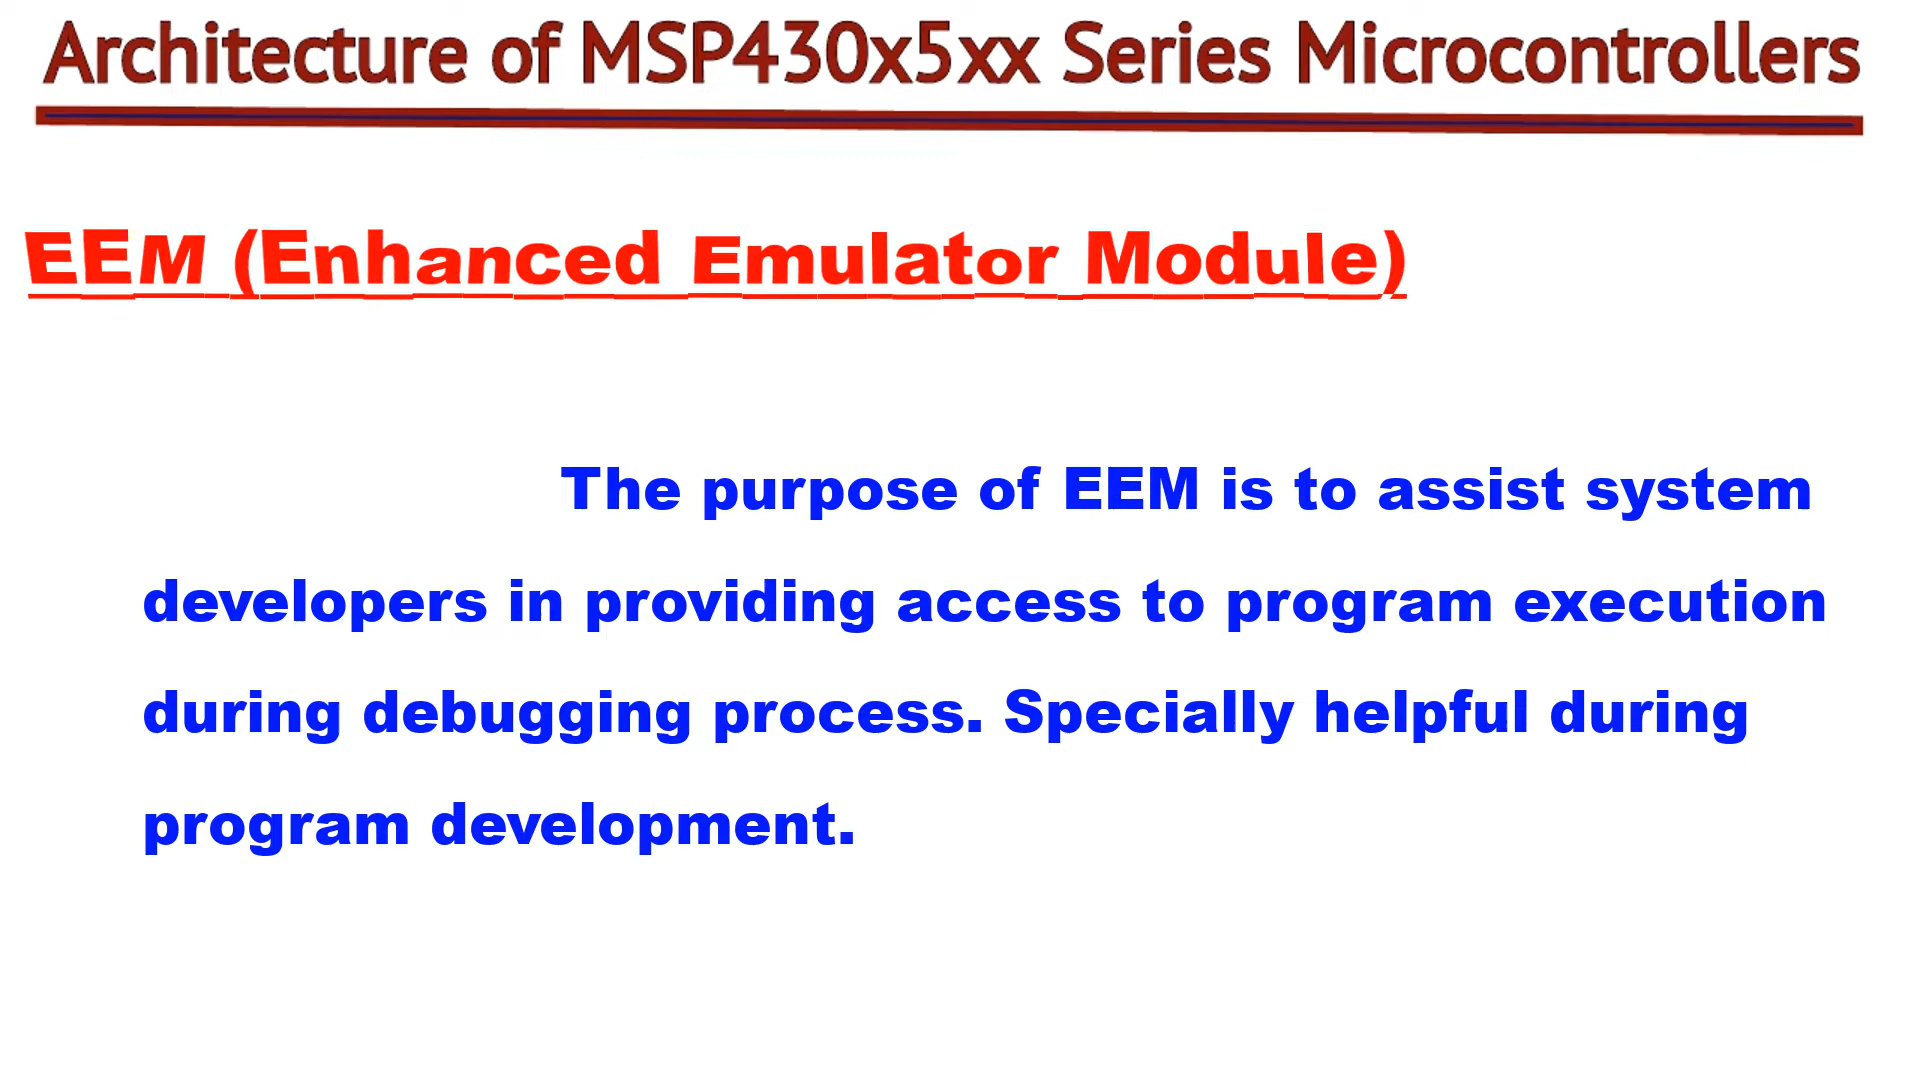 Architecture of MSP430x5xx Series Microcontrollers
EEM (Enhanced Emulator Module)
The purpose of EEM is to assist system
developers in providing access to program execution
during debugging process. Specially helpful during
program development.